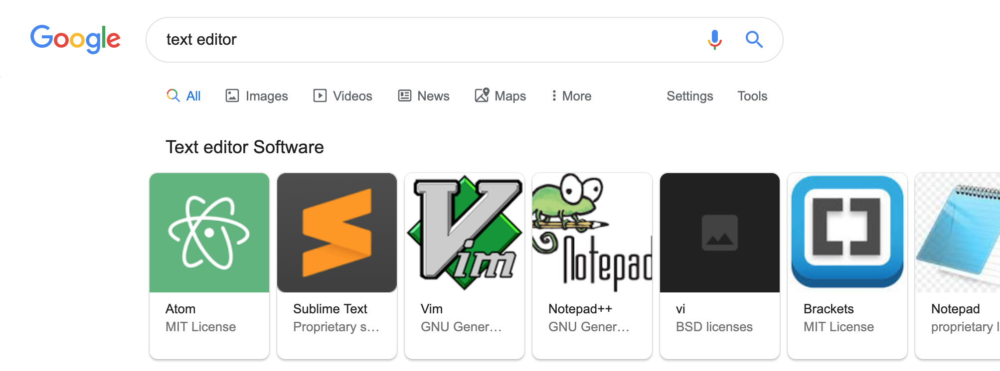 Google
text editor
All Images Videos News Maps More Settings Tools
Text editor Software
Vim
Notepad
Atom
MIT License
Sublime Text
Proprietary s...
Vim
GNU Gener...
Notepad++
GNU Gener...
vi
BSD licenses
Brackets
MIT License
Notepad
proprietary l